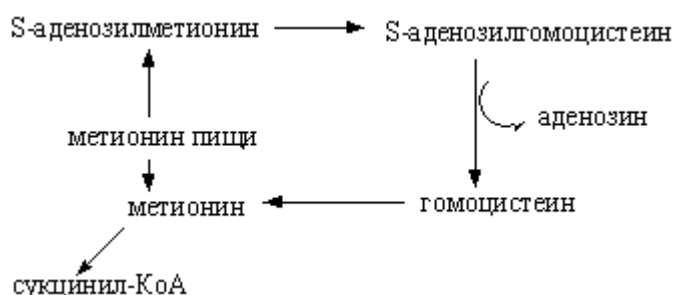 S-аденозилметионин
S-аденозилгомоцистеин
аденозин
метионин пищи
метионин
гомоцистеин
сукцинил-КоА